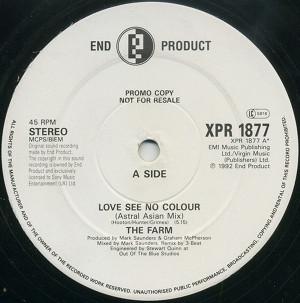 END PRODUCT
PROMO COPY
NOT FOR RESALE
45 RPM
STEREO
MCPS/BIEM
Original sound recording
made by End Product.
The copyright in this sound
recording is owned by
End Product and exclusively
licensed to Sony Music
Entertainment (UK) Ltd
XPR 1877
XPR 1877 A
EMI Music Publishing
Ltd./Virgin Music
(Publishers) Ltd.
℗ 1992 End Product
A SIDE
LOVE SEE NO COLOUR
(Astral Asian Mix)
(Hooton/Hunter/Grimes) (5.15)
THE FARM
Produced by Mark Saunders & Graham McPherson
Mixed by Mark Saunders. Remix by 3-Beat
Engineered by Stewart Quinn at
Out Of The Blue Studios
ALL RIGHTS OF THE MANUFACTURER AND OF THE OWNER OF THE RECORDED WORK RESERVED. UNAUTHORISED PUBLIC PERFORMANCE, BROADCASTING, COPYING AND RENTAL OF THIS RECORD PROHIBITED.